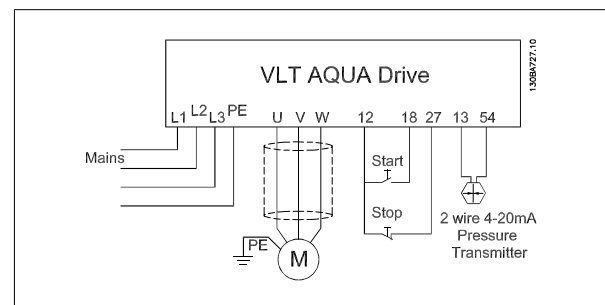 VLT AQUA Drive
130BA727.10
L1 L2 L3 PE U V W 12 18 27 13 54
Mains
Start
Stop
2 wire 4-20mA
Pressure
Transmitter
PE
M